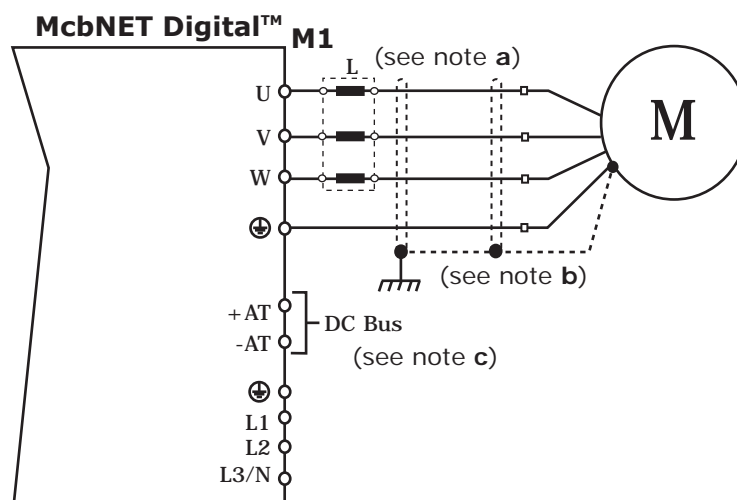 McbNET Digital™
M1
(see note a)
L
U
V
W
M
(see note b)
+AT
-AT
DC Bus
(see note c)
L1
L2
L3/N